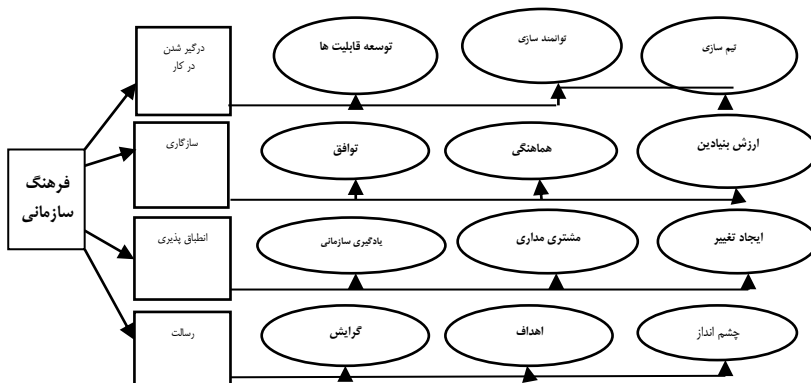 تیم سازی
توانمند سازی
توسعه قابلیت ها
درگیر شدن
در کار
ارزش بنیادین
هماهنگی
توافق
سازگاری
فرهنگ
سازمانی
ایجاد تغییر
مشتری مداری
یادگیری سازمانی
انطباق پذیری
چشم انداز
اهداف
گرایش
رسالت